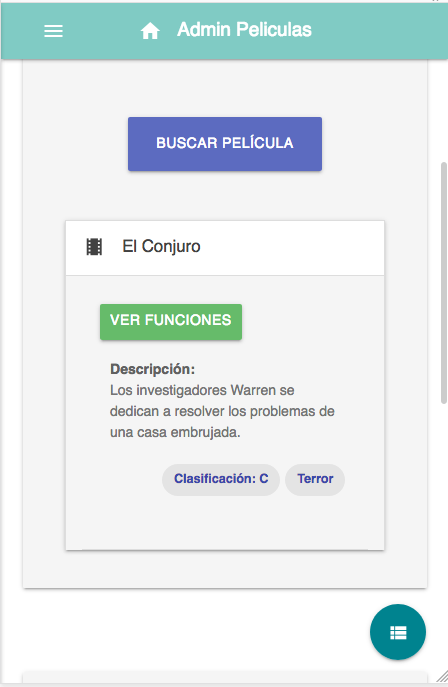 Admin Peliculas
BUSCAR PELÍCULA
El Conjuro
VER FUNCIONES
Descripción:
Los investigadores Warren se
dedican a resolver los problemas de
una casa embrujada.
Clasificación: C
Terror